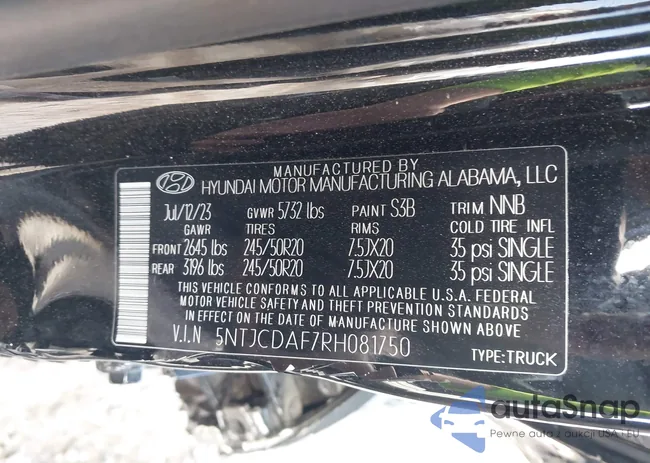 MANUFACTURED BY
HYUNDAI MOTOR MANUFACTURING ALABAMA, LLC
Jul/12/23 GVWR 5732 lbs PAINT S3B TRIM NNB
GAWR TIRES RIMS COLD TIRE INFL
FRONT 2645 lbs 245/50R20 7.5JX20 35 psi SINGLE
REAR 3196 lbs 245/50R20 7.5JX20 35 psi SINGLE
THIS VEHICLE CONFORMS TO ALL APPLICABLE U.S.A. FEDERAL
MOTOR VEHICLE SAFETY AND THEFT PREVENTION STANDARDS
IN EFFECT ON THE DATE OF MANUFACTURE SHOWN ABOVE
V.I.N 5NTJCDAF7RH081750
TYPE:TRUCK
autoSnap
Pewne auto z aukcji USA i EU